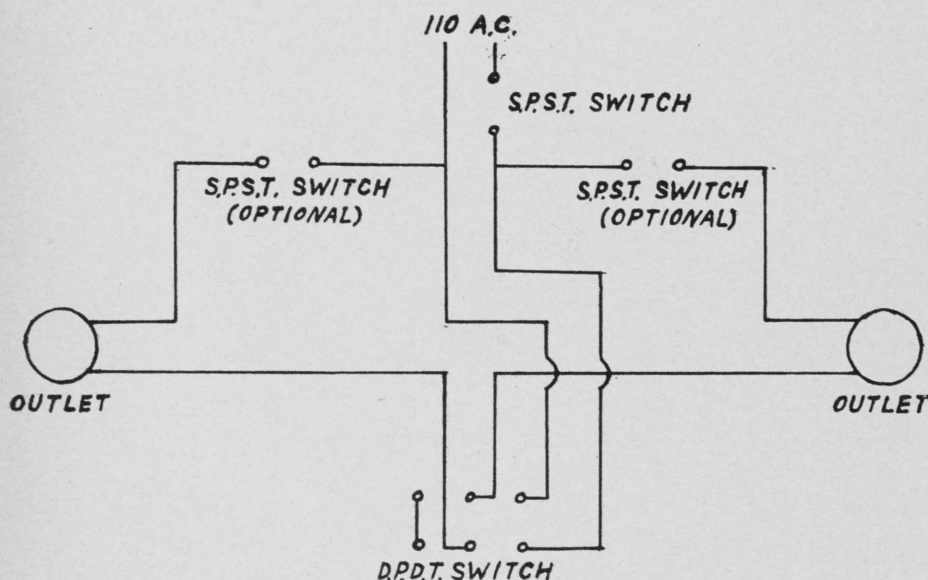 110 A.C.
S.P.S.T. SWITCH
S.P.S.T. SWITCH
(OPTIONAL)
S.P.S.T. SWITCH
(OPTIONAL)
OUTLET
OUTLET
D.P.D.T. SWITCH